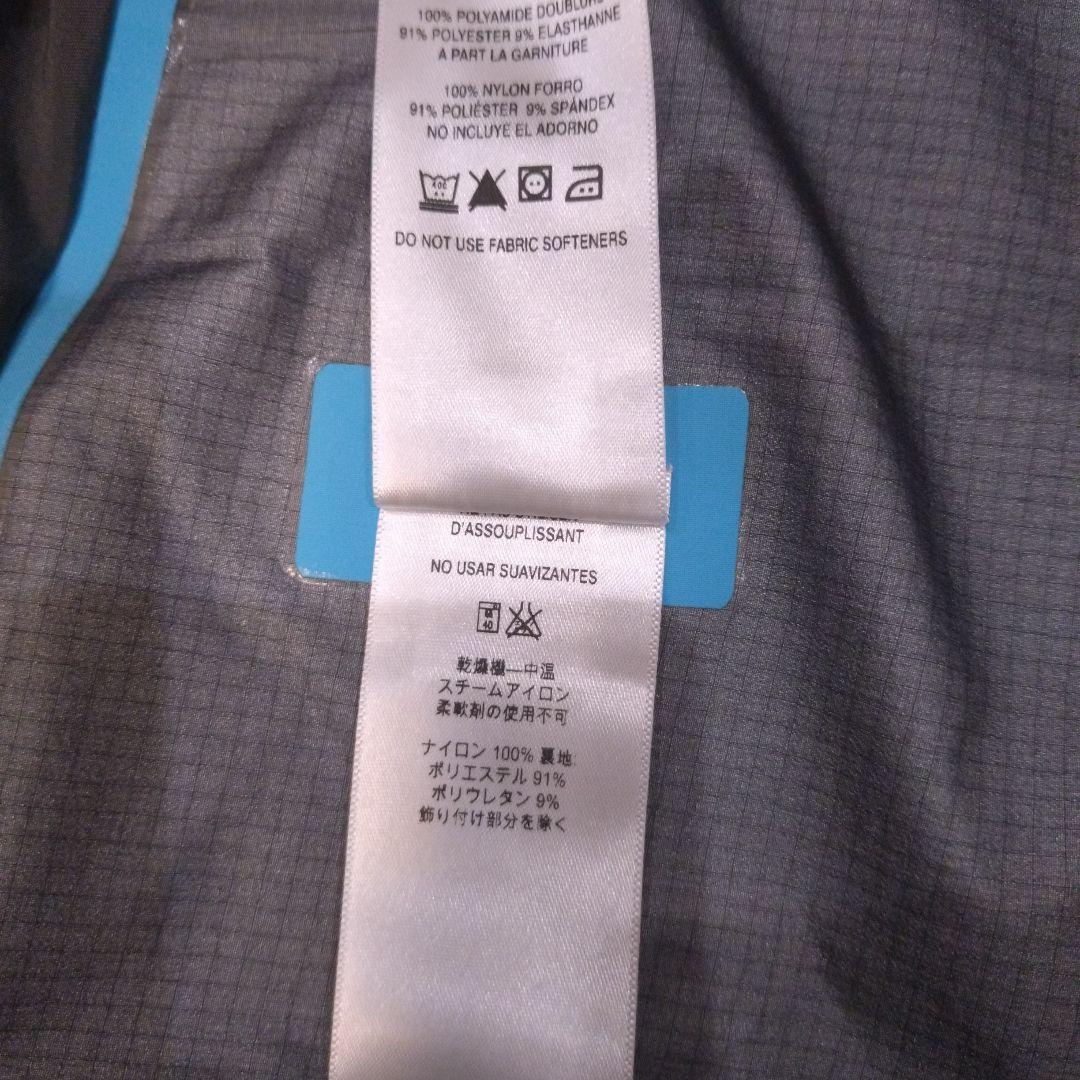 100% POLYAMIDE DOUBLURE
91% POLYESTER 9% ELASTHANNE
A PART LA GARNITURE
100% NYLON FORRO
91% POLIÉSTER 9% SPÁNDEX
NO INCLUYE EL ADORNO
40C
DO NOT USE FABRIC SOFTENERS
D'ASSOUPLISSANT
NO USAR SUAVIZANTES
40
乾燥機—中温
スチームアイロン
柔軟剤の使用不可
ナイロン 100% 裏地
ポリエステル 91%
ポリウレタン 9%
飾り付け部分を除く